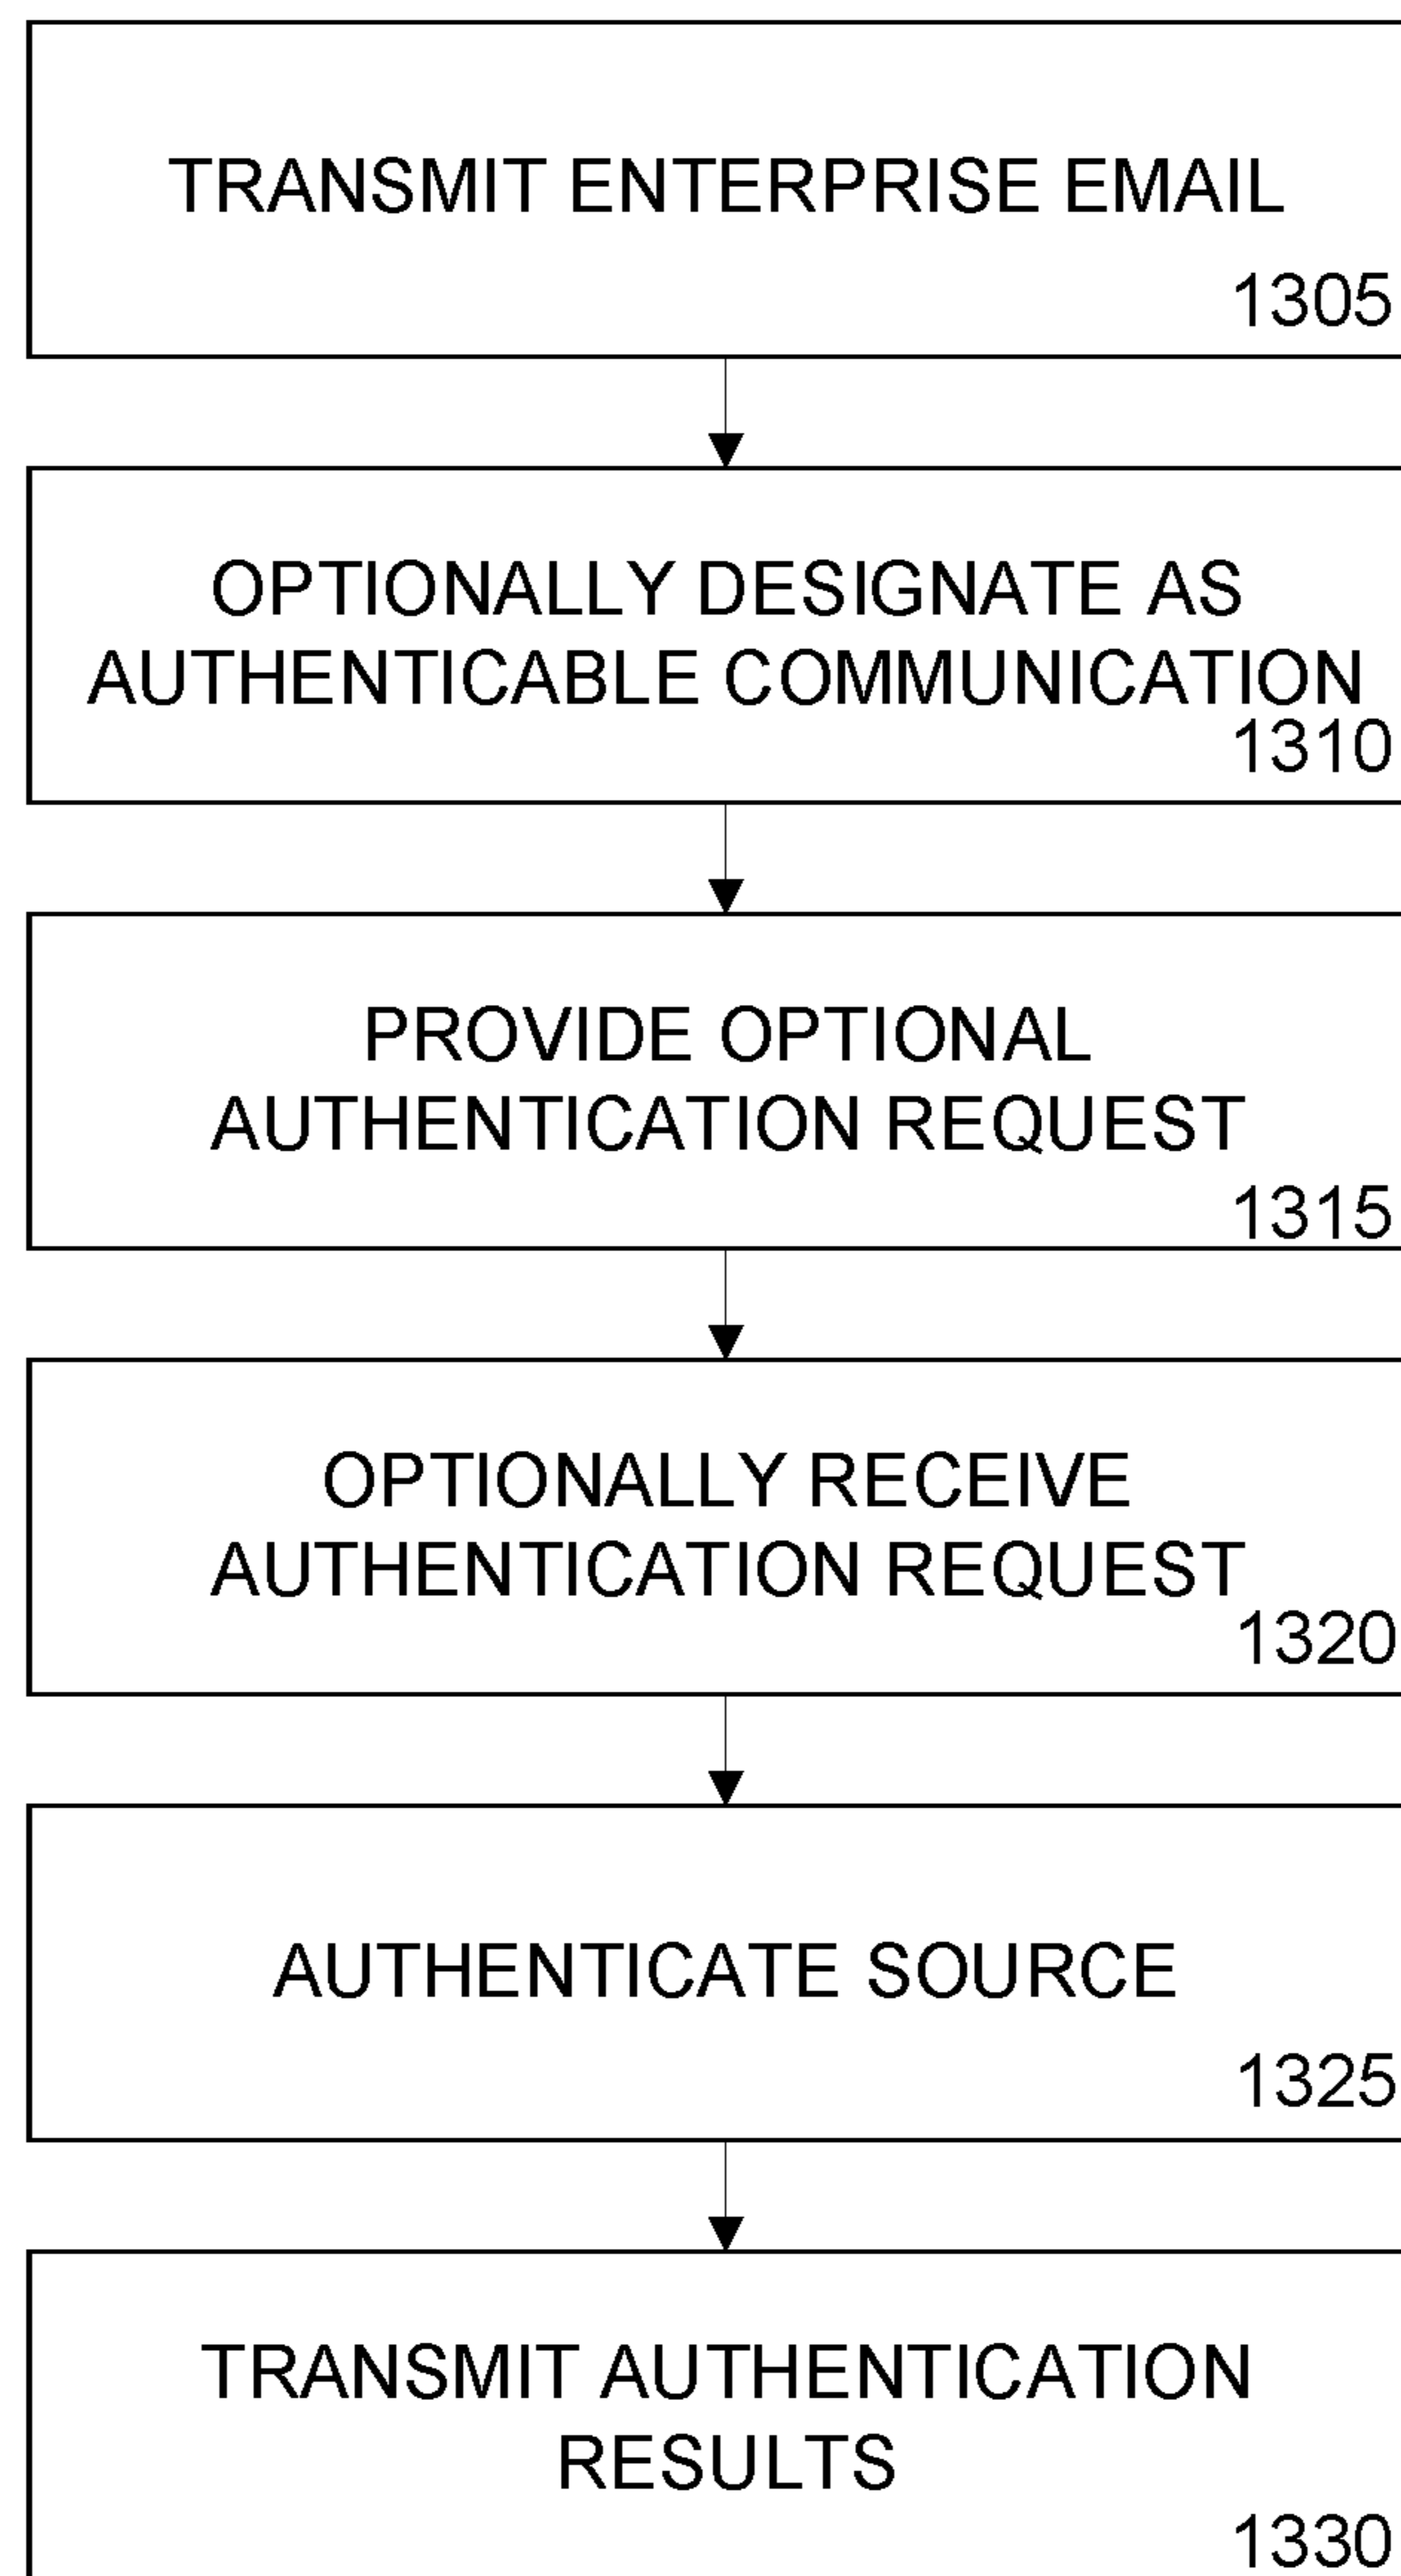 TRANSMIT ENTERPRISE EMAIL
1305
OPTIONALLY DESIGNATE AS
AUTHENTICABLE COMMUNICATION
1310
PROVIDE OPTIONAL
AUTHENTICATION REQUEST
1315
OPTIONALLY RECEIVE
AUTHENTICATION REQUEST
1320
AUTHENTICATE SOURCE
1325
TRANSMIT AUTHENTICATION
RESULTS
1330